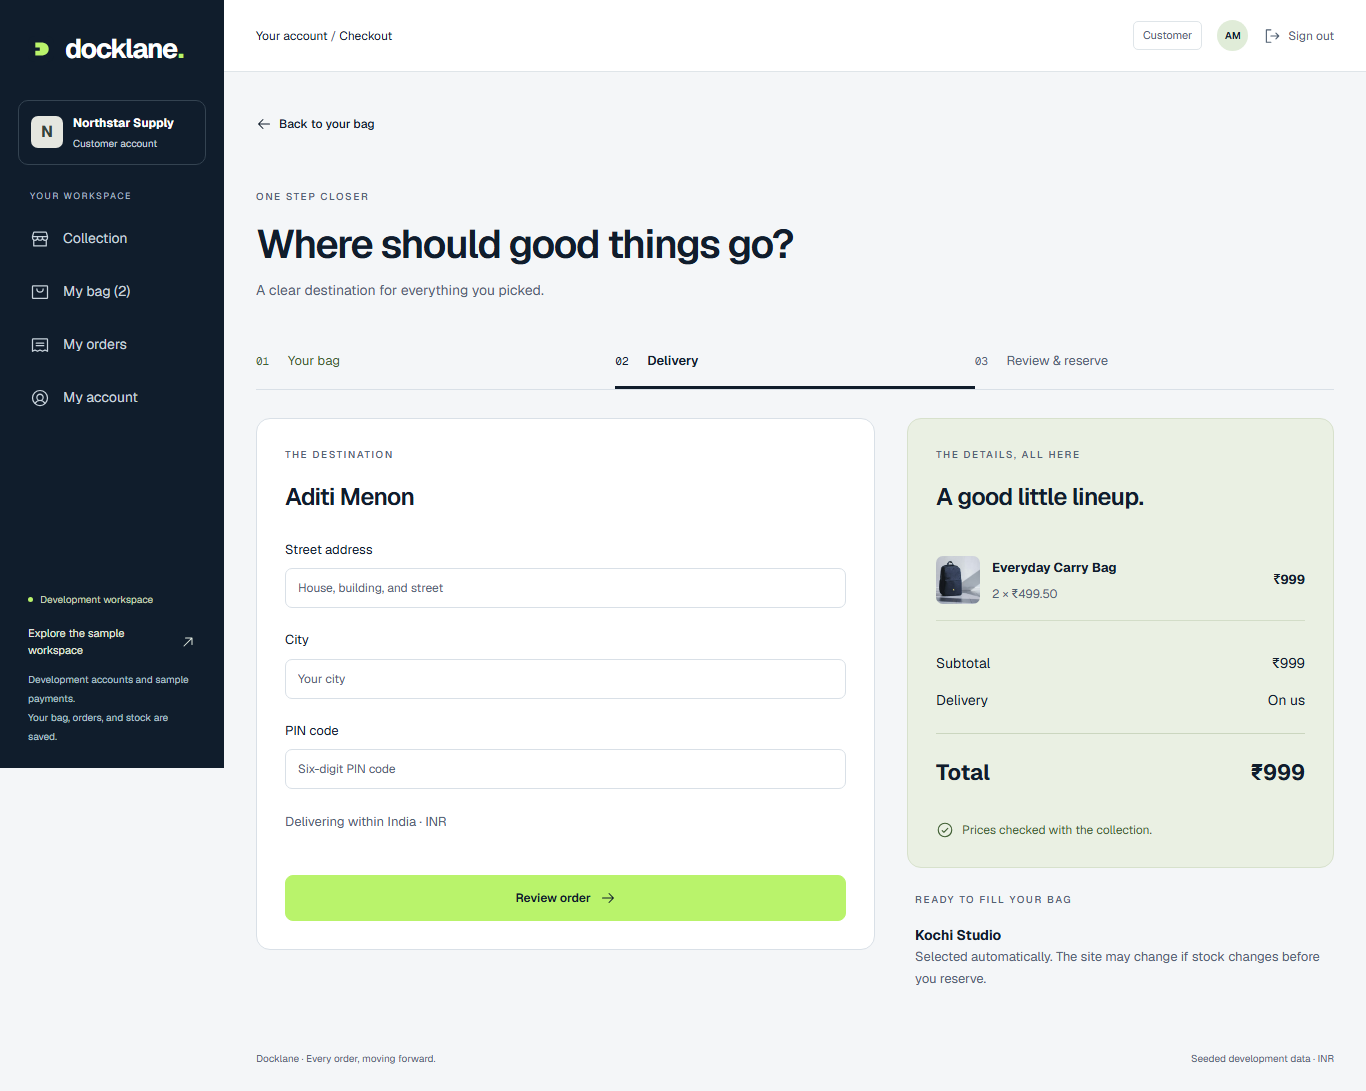 docklane.
N
Northstar Supply
Customer account
YOUR WORKSPACE
Collection
My bag (2)
My orders
My account
Development workspace
Explore the sample
workspace
Development accounts and sample
payments.
Your bag, orders, and stock are
saved.
Your account / Checkout
Customer
AM
Sign out
Back to your bag
ONE STEP CLOSER
Where should good things go?
A clear destination for everything you picked.
01 Your bag
02 Delivery
03 Review & reserve
THE DESTINATION
Aditi Menon
Street address
House, building, and street
City
Your city
PIN code
Six-digit PIN code
Delivering within India · INR
Review order
THE DETAILS, ALL HERE
A good little lineup.
Everyday Carry Bag
2 × ₹499.50
₹999
Subtotal ₹999
Delivery On us
Total ₹999
Prices checked with the collection.
READY TO FILL YOUR BAG
Kochi Studio
Selected automatically. The site may change if stock changes before
you reserve.
Docklane · Every order, moving forward.
Seeded development data · INR